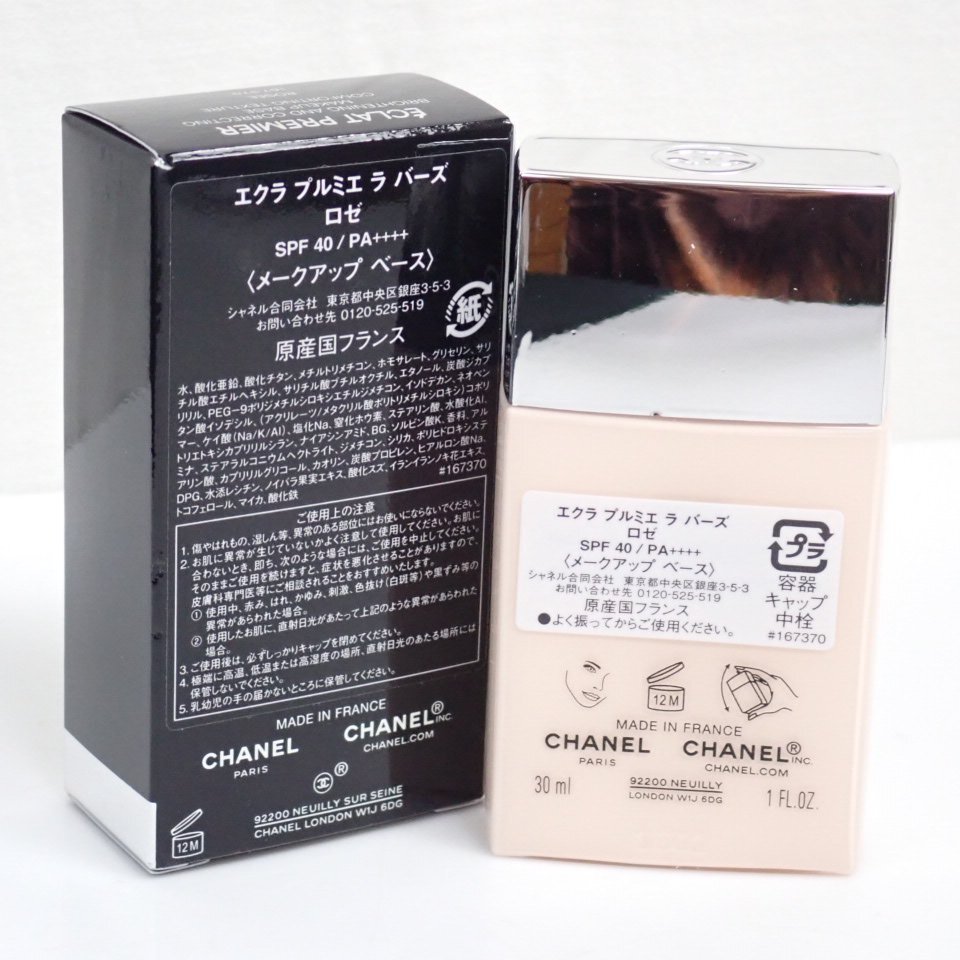 ÉCLAT PREMIER
BRIGHTENING AND CORRECTING
MAKEUP BASE
COMFORTING TEXTURE
ROSÉE
167.370
エクラ プルミエ ラ バーズ
ロゼ
SPF 40 / PA++++
〈メークアップ ベース〉
シャネル合同会社 東京都中央区銀座3-5-3
お問い合わせ先 0120-525-519
紙
原産国フランス
水、酸化亜鉛、酸化チタン、メチルトリメチコン、ホモサレート、グリセリン、サリ
チル酸エチルヘキシル、サリチル酸ブチルオクチル、エタノール、炭酸ジカプ
リリル、PEG-9ポリジメチルシロキシエチルジメチコン、イソドデカン、ネオペン
タン酸イソデシル、(アクリレーツ/メタクリル酸ポリトリメチルシロキシ)コポリ
マー、ケイ酸(Na/K/Al)、塩化Na、窒化ホウ素、ステアリン酸、水酸化Al、
トリエトキシカプリリルシラン、ナイアシンアミド、BG、ソルビン酸K、香料、アル
ミナ、ステアラルコニウムヘクトライト、ジメチコン、シリカ、ポリヒドロキシステ
アリン酸、カプリリルグリコール、カオリン、炭酸プロピレン、ヒアルロン酸Na、
DPG、水添レシチン、ノイバラ果実エキス、酸化スズ、イランイランノキ花エキス、
トコフェロール、マイカ、酸化鉄
#167370
ご使用上の注意
1. 傷やはれもの、湿しん等、異常のある部位にはお使いにならないでください。
2. お肌に異常が生じていないかよく注意して使用してください。お肌に
合わないとき、即ち、次のような場合には、ご使用を中止してください。
そのまま使用を続けますと、症状を悪化させることがありますので、
皮膚科専門医等にご相談されることをおすすめいたします。
① 使用中、赤み、はれ、かゆみ、刺激、色抜け(白斑等)や黒ずみ等の
異常があらわれた場合。
② 使用したお肌に、直射日光があたって上記のような異常があらわれた
場合。
3. ご使用後は、必ずしっかりキャップを閉めてください。
4. 極端に高温、低温または高湿度の場所、直射日光のあたる場所には
保管しないでください。
5. 乳幼児の手の届かないところに保管してください。
MADE IN FRANCE
CHANEL
PARIS
CHANEL® INC.
CHANEL.COM
®
92200 NEUILLY SUR SEINE
CHANEL LONDON W1J 6DG
12M
エクラ プルミエ ラ バーズ
ロゼ
SPF 40 / PA++++
〈メークアップ ベース〉
シャネル合同会社 東京都中央区銀座3-5-3
お問い合わせ先 0120-525-519
原産国フランス
●よく振ってからご使用ください。
プラ
容器
キャップ
中栓
#167370
12M
MADE IN FRANCE
CHANEL
PARIS
CHANEL® INC.
CHANEL.COM
30 ml
92200 NEUILLY
LONDON W1J 6DG
1 FL.OZ.